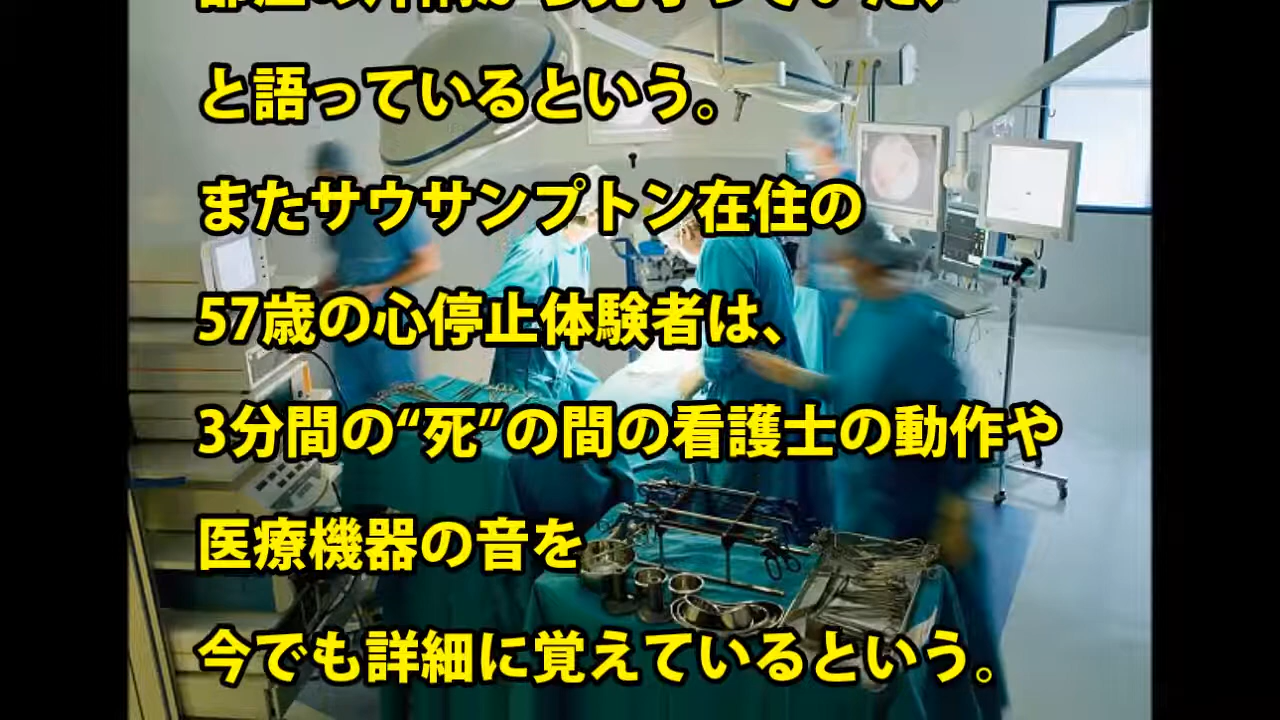 と語っているという。
またサウサンプトン在住の
57歳の心停止体験者は、
3分間の“死”の間の看護士の動作や
医療機器の音を
今でも詳細に覚えているという。